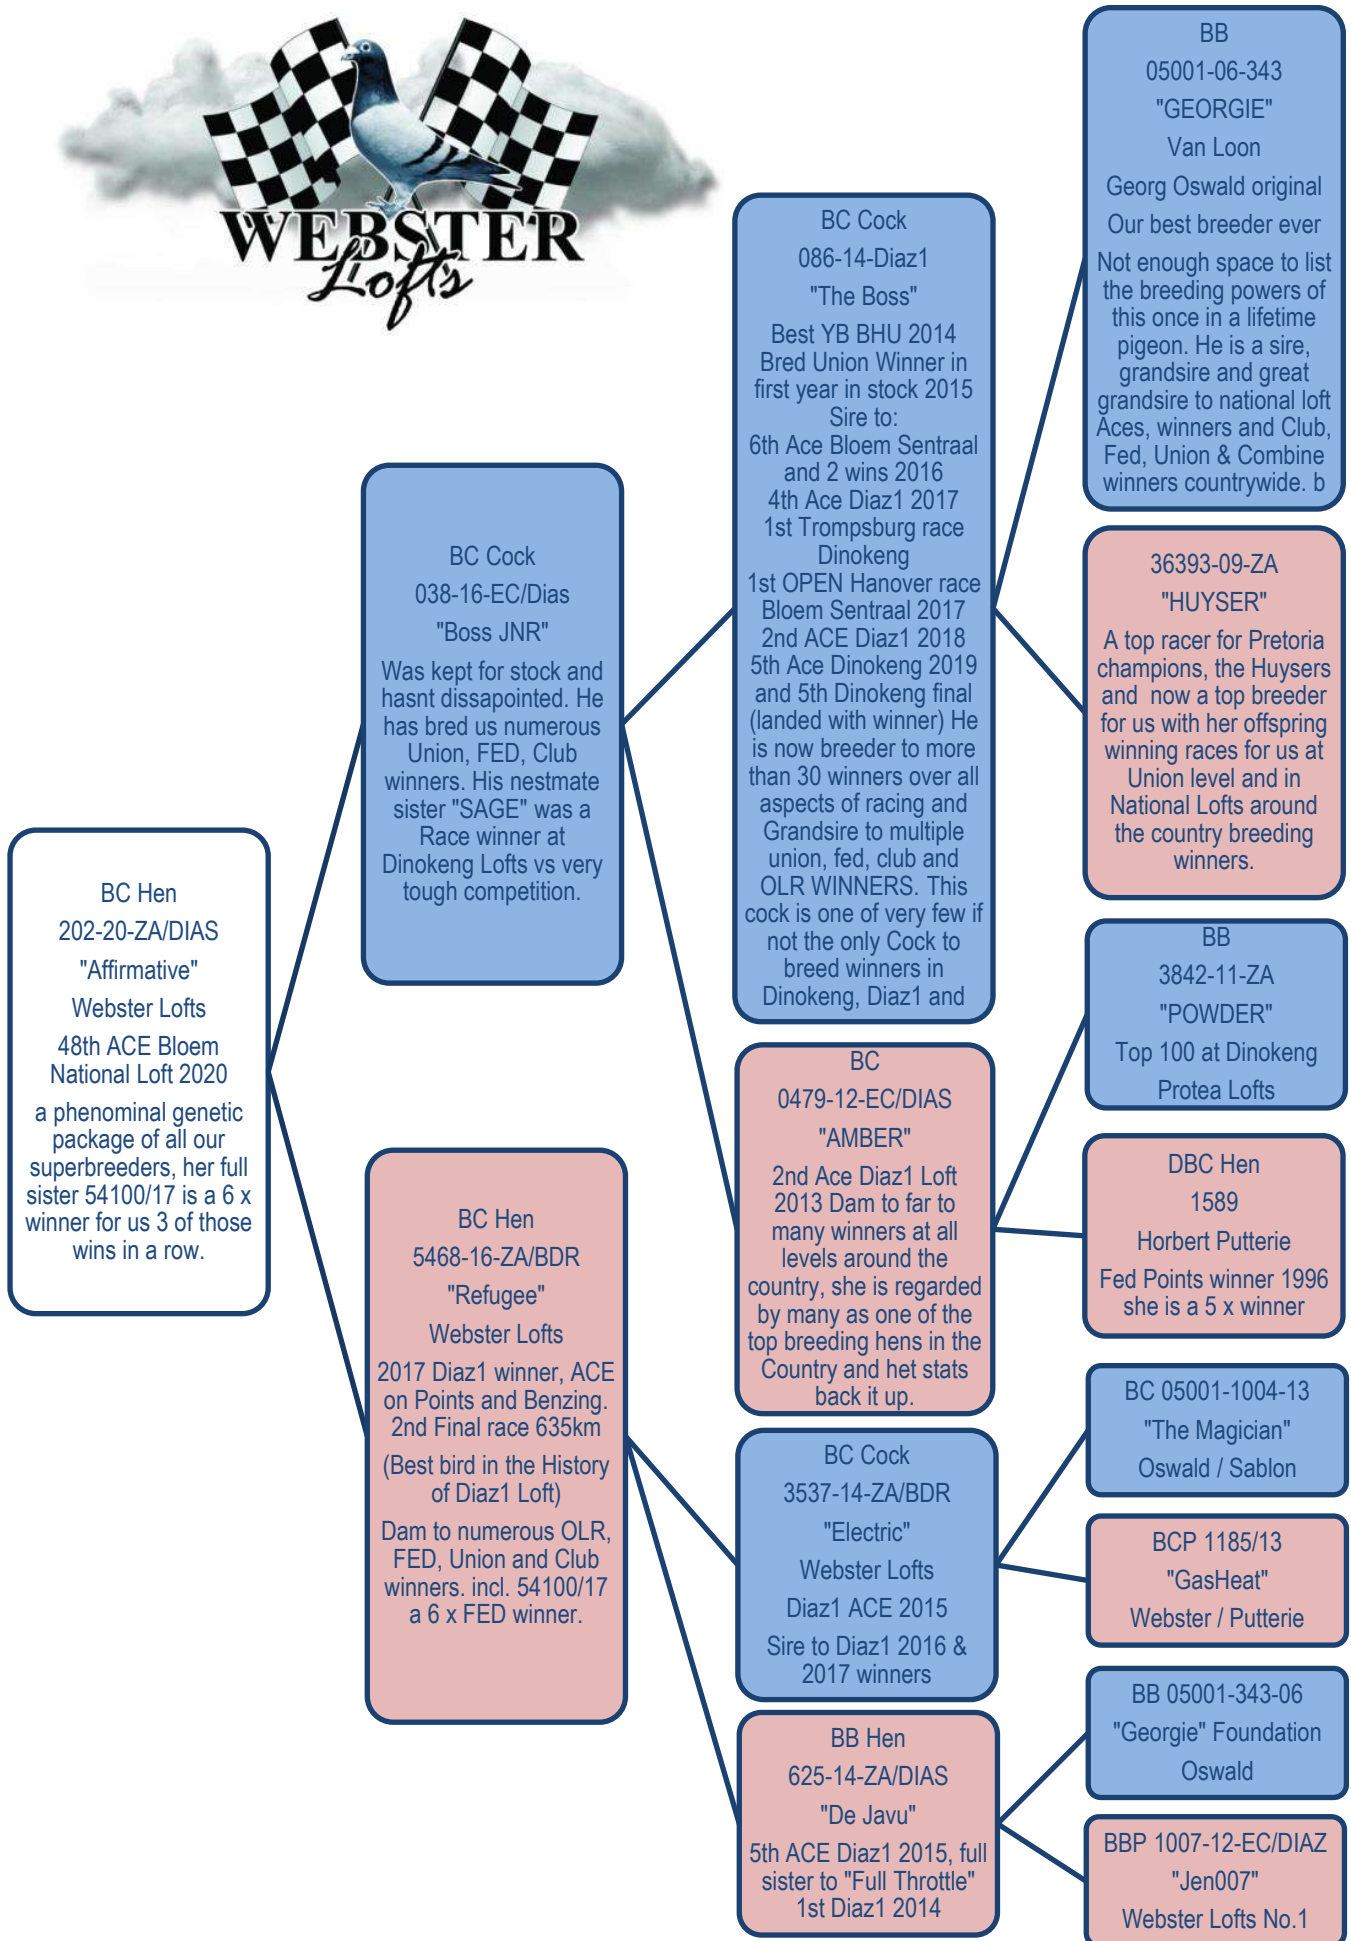 WEBSTER
Lofts
BC Hen
202-20-ZA/DIAS
"Affirmative"
Webster Lofts
48th ACE Bloem
National Loft 2020
a phenominal genetic
package of all our
superbreeders, her full
sister 54100/17 is a 6 x
winner for us 3 of those
wins in a row.
BC Cock
038-16-EC/Dias
"Boss JNR"
Was kept for stock and
hasnt dissapointed. He
has bred us numerous
Union, FED, Club
winners. His nestmate
sister "SAGE" was a
Race winner at
Dinokeng Lofts vs very
tough competition.
BC Hen
5468-16-ZA/BDR
"Refugee"
Webster Lofts
2017 Diaz1 winner, ACE
on Points and Benzing.
2nd Final race 635km
(Best bird in the History
of Diaz1 Loft)
Dam to numerous OLR,
FED, Union and Club
winners. incl. 54100/17
a 6 x FED winner.
BC Cock
086-14-Diaz1
"The Boss"
Best YB BHU 2014
Bred Union Winner in
first year in stock 2015
Sire to:
6th Ace Bloem Sentraal
and 2 wins 2016
4th Ace Diaz1 2017
1st Trompsburg race
Dinokeng
1st OPEN Hanover race
Bloem Sentraal 2017
2nd ACE Diaz1 2018
5th Ace Dinokeng 2019
and 5th Dinokeng final
(landed with winner) He
is now breeder to more
than 30 winners over all
aspects of racing and
Grandsire to multiple
union, fed, club and
OLR WINNERS. This
cock is one of very few if
not the only Cock to
breed winners in
Dinokeng, Diaz1 and
BC
0479-12-EC/DIAS
"AMBER"
2nd Ace Diaz1 Loft
2013 Dam to far to
many winners at all
levels around the
country, she is regarded
by many as one of the
top breeding hens in the
Country and het stats
back it up.
BC Cock
3537-14-ZA/BDR
"Electric"
Webster Lofts
Diaz1 ACE 2015
Sire to Diaz1 2016 &
2017 winners
BB Hen
625-14-ZA/DIAS
"De Javu"
5th ACE Diaz1 2015, full
sister to "Full Throttle"
1st Diaz1 2014
BB
05001-06-343
"GEORGIE"
Van Loon
Georg Oswald original
Our best breeder ever
Not enough space to list
the breeding powers of
this once in a lifetime
pigeon. He is a sire,
grandsire and great
grandsire to national loft
Aces, winners and Club,
Fed, Union & Combine
winners countrywide. b
36393-09-ZA
"HUYSER"
A top racer for Pretoria
champions, the Huysers
and  now a top breeder
for us with her offspring
winning races for us at
Union level and in
National Lofts around
the country breeding
winners.
BB
3842-11-ZA
"POWDER"
Top 100 at Dinokeng
Protea Lofts
DBC Hen
1589
Horbert Putterie
Fed Points winner 1996
she is a 5 x winner
BC 05001-1004-13
"The Magician"
Oswald / Sablon
BCP 1185/13
"GasHeat"
Webster / Putterie
BB 05001-343-06
"Georgie" Foundation
Oswald
BBP 1007-12-EC/DIAZ
"Jen007"
Webster Lofts No.1